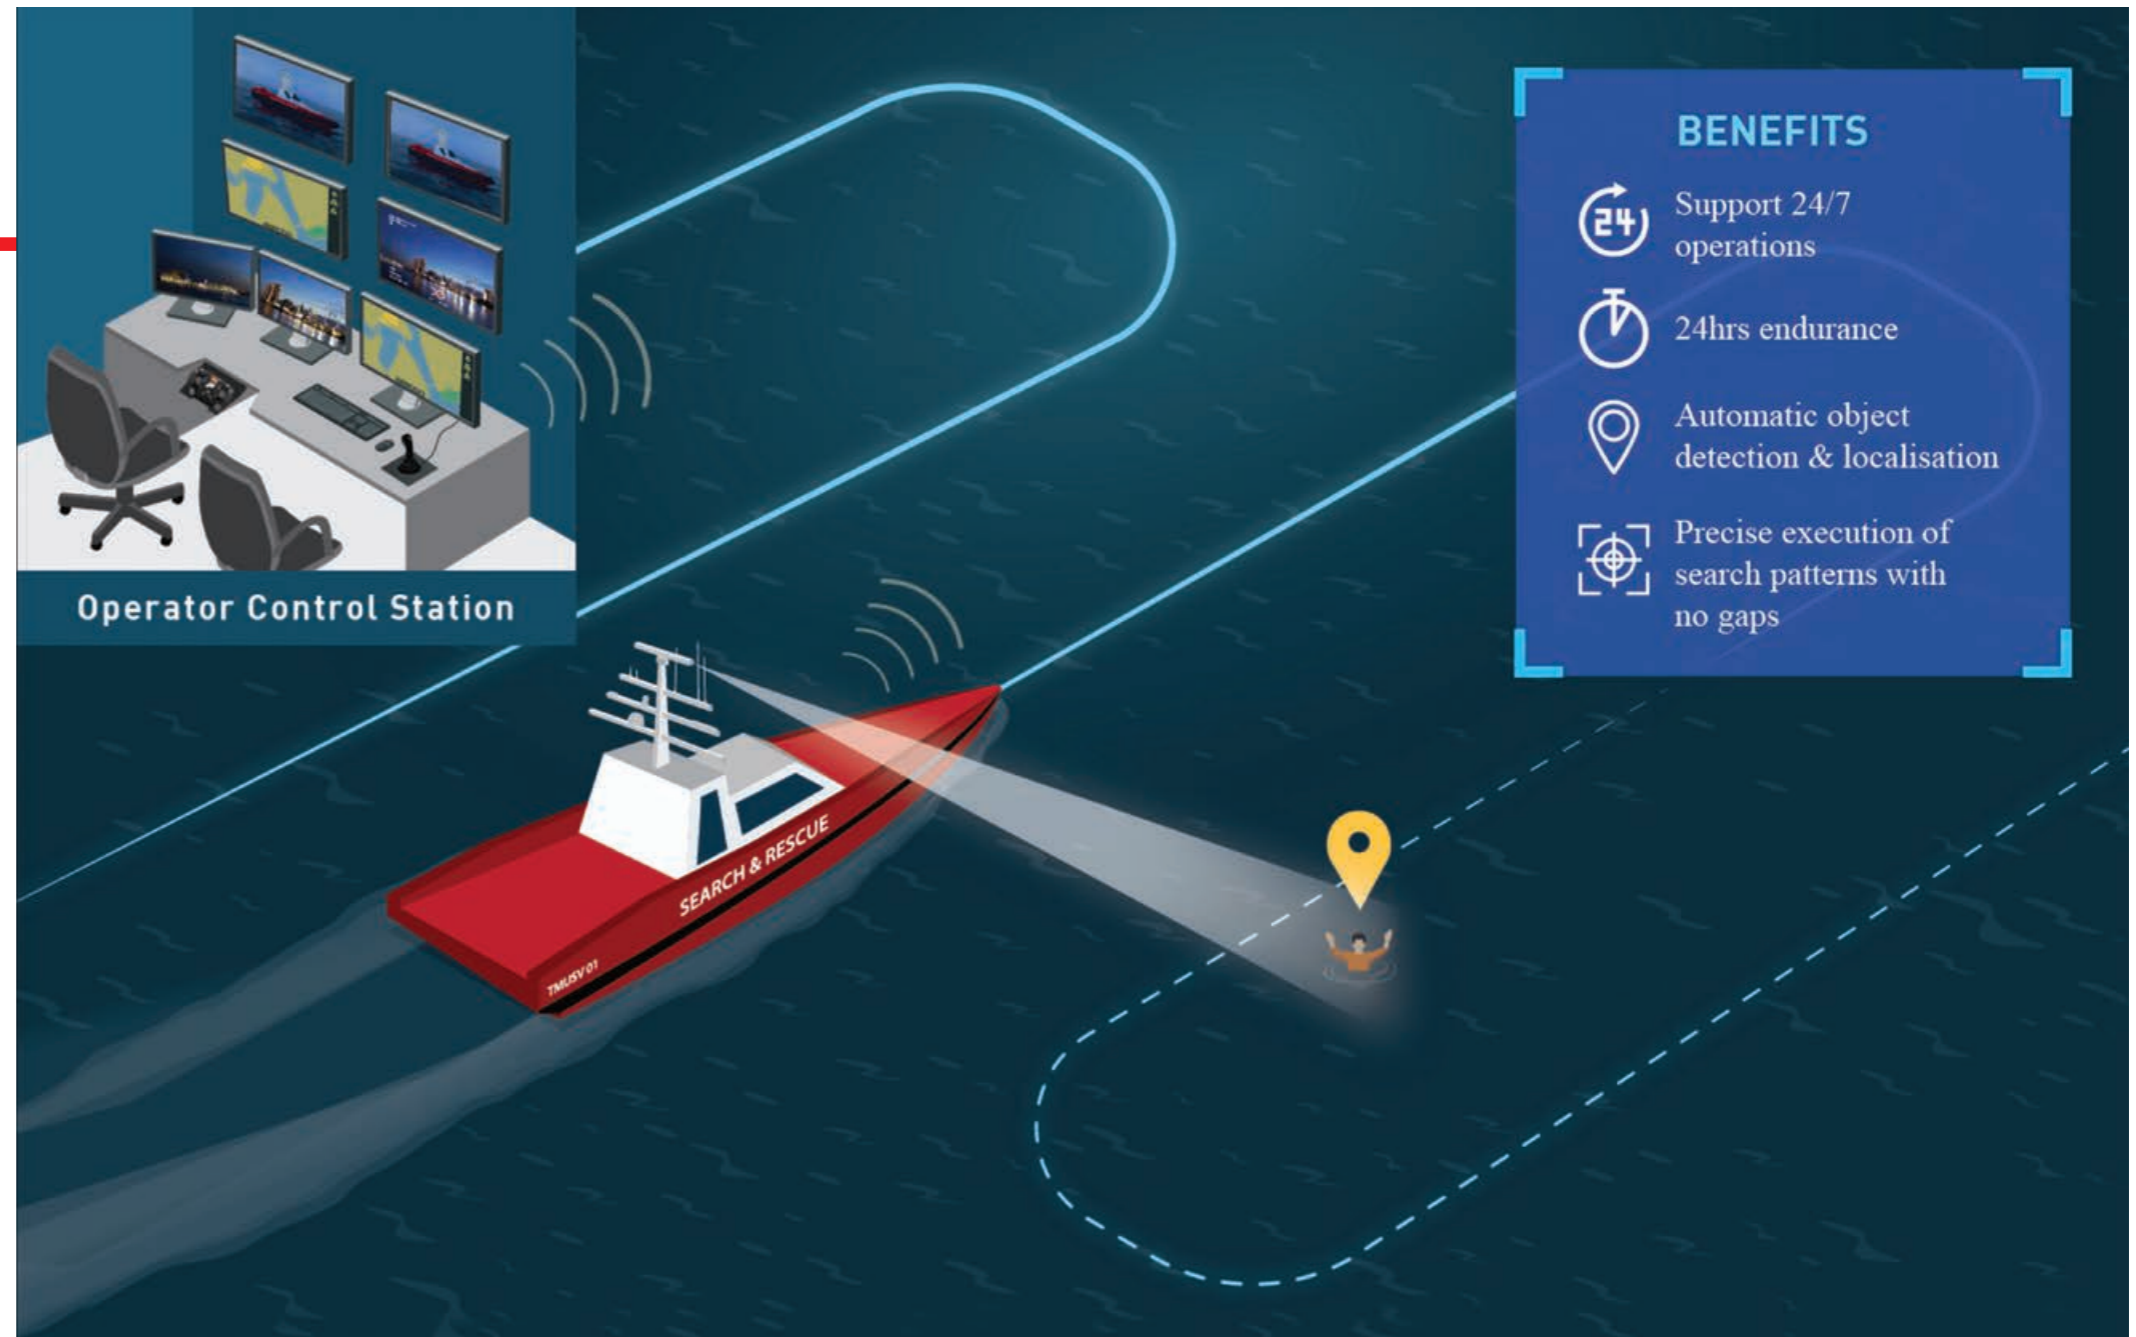 Operator Control Station
BENEFITS
24
Support 24/7
operations
24hrs endurance
Automatic object
detection & localisation
Precise execution of
search patterns with
no gaps
SEARCH & RESCUE
TMUSV 01